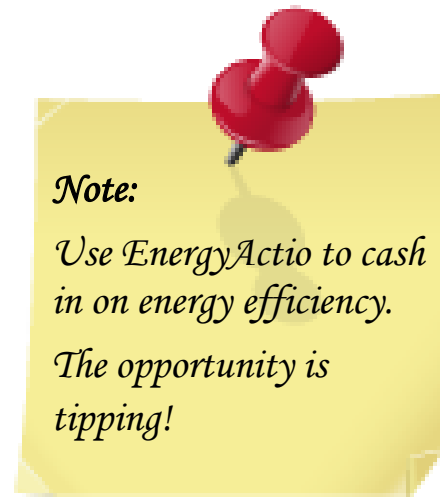 Note:
Use EnergyActio to cash
in on energy efficiency.
The opportunity is
tipping!